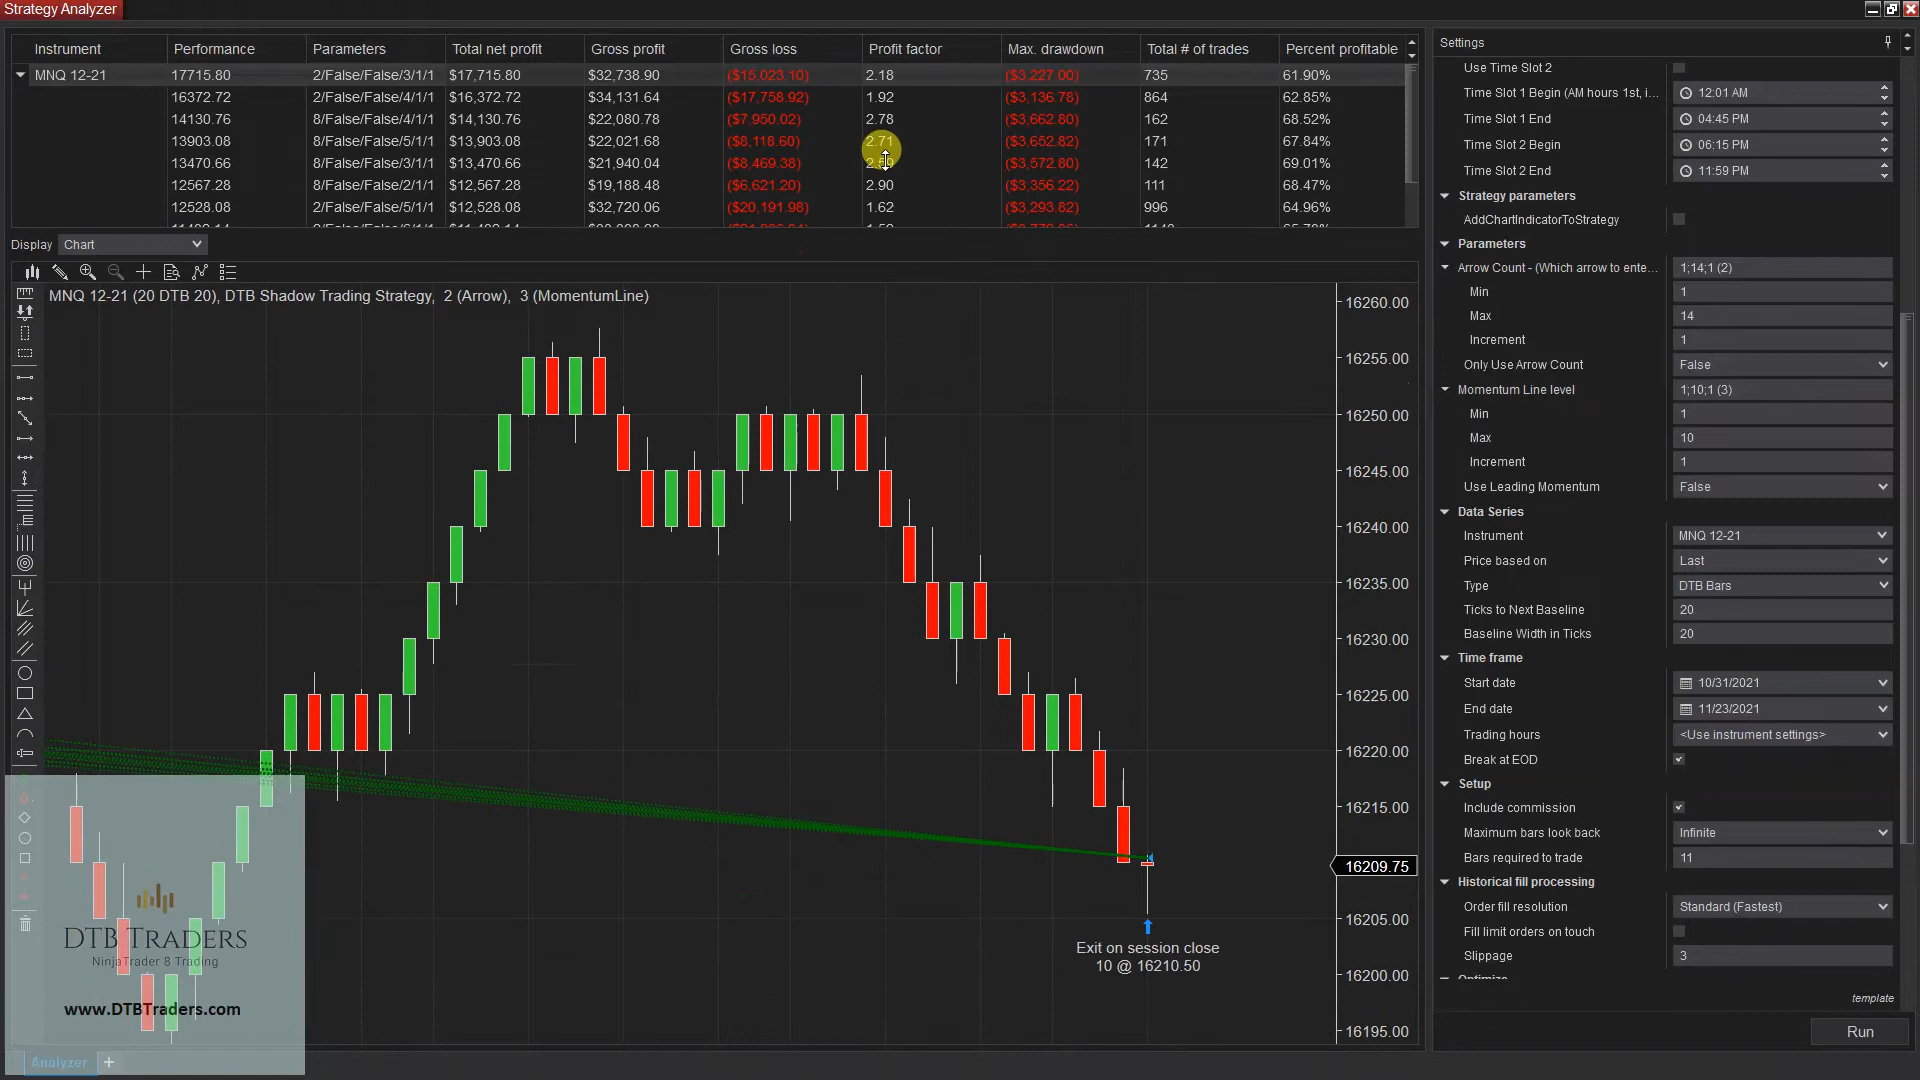 Strategy Analyzer
Instrument Performance Parameters Total net profit Gross profit Gross loss Profit factor Max. drawdown Total # of trades Percent profitable
MNQ 12-21 17715.80 2/False/False/3/1/1 $17,715.80 $32,738.90 ($15,023.10) 2.18 ($3,227.00) 735 61.90%
16372.72 2/False/False/4/1/1 $16,372.72 $34,131.64 ($17,758.92) 1.92 ($3,136.78) 864 62.85%
14130.76 8/False/False/4/1/1 $14,130.76 $22,080.78 ($7,950.02) 2.78 ($3,662.80) 162 68.52%
13903.08 8/False/False/5/1/1 $13,903.08 $22,021.68 ($8,118.60) 2.71 ($3,652.82) 171 67.84%
13470.66 8/False/False/3/1/1 $13,470.66 $21,940.04 ($8,469.38) ($3,572.80) 142 69.01%
12567.28 8/False/False/2/1/1 $12,567.28 $19,188.48 ($6,621.20) 2.90 ($3,356.22) 111 68.47%
12528.08 2/False/False/5/1/1 $12,528.08 $32,720.06 ($20,191.98) 1.62 ($3,293.82) 996 64.96%
Display Chart
MNQ 12-21 (20 DTB 20), DTB Shadow Trading Strategy, 2 (Arrow), 3 (MomentumLine)
16260.00
16255.00
16250.00
16245.00
16240.00
16235.00
16230.00
16225.00
16220.00
16215.00
16209.75
16205.00
16200.00
16195.00
Exit on session close
10 @ 16210.50
DTB TRADERS
NinjaTrader 8 Trading
www.DTBTraders.com
Analyzer +
Settings
Use Time Slot 2
Time Slot 1 Begin (AM hours 1st, i... 12:01 AM
Time Slot 1 End 04:45 PM
Time Slot 2 Begin 06:15 PM
Time Slot 2 End 11:59 PM
Strategy parameters
AddChartIndicatorToStrategy
Parameters
Arrow Count - (Which arrow to ente... 1;14;1 (2)
Min 1
Max 14
Increment 1
Only Use Arrow Count False
Momentum Line level 1;10;1 (3)
Min 1
Max 10
Increment 1
Use Leading Momentum False
Data Series
Instrument MNQ 12-21
Price based on Last
Type DTB Bars
Ticks to Next Baseline 20
Baseline Width in Ticks 20
Time frame
Start date 10/31/2021
End date 11/23/2021
Trading hours <Use instrument settings>
Break at EOD
Setup
Include commission
Maximum bars look back Infinite
Bars required to trade 11
Historical fill processing
Order fill resolution Standard (Fastest)
Fill limit orders on touch
Slippage 3
template
Run